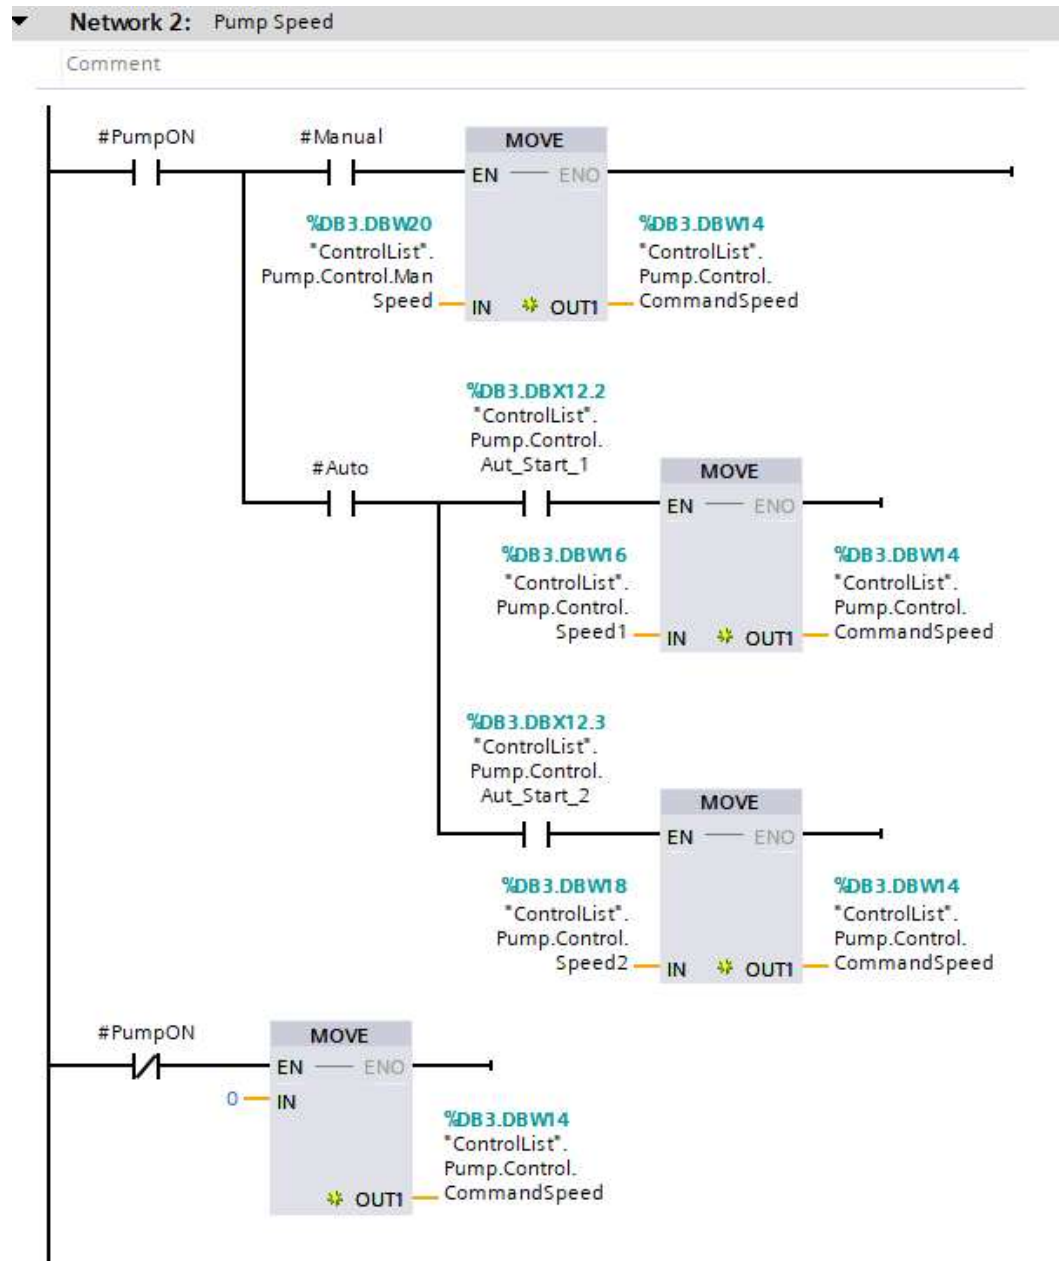 Network 2: Pump Speed
Comment
#PumpON
#Manual
MOVE
EN
ENO
%DB3.DBW20
"ControlList".
Pump.Control.Man
Speed
IN
OUT1
%DB3.DBW14
"ControlList".
Pump.Control.
CommandSpeed
#Auto
%DB3.DBX12.2
"ControlList".
Pump.Control.
Aut_Start_1
MOVE
EN
ENO
%DB3.DBW16
"ControlList".
Pump.Control.
Speed1
IN
OUT1
%DB3.DBW14
"ControlList".
Pump.Control.
CommandSpeed
%DB3.DBX12.3
"ControlList".
Pump.Control.
Aut_Start_2
MOVE
EN
ENO
%DB3.DBW18
"ControlList".
Pump.Control.
Speed2
IN
OUT1
%DB3.DBW14
"ControlList".
Pump.Control.
CommandSpeed
#PumpON
MOVE
EN
ENO
0
IN
OUT1
%DB3.DBW14
"ControlList".
Pump.Control.
CommandSpeed